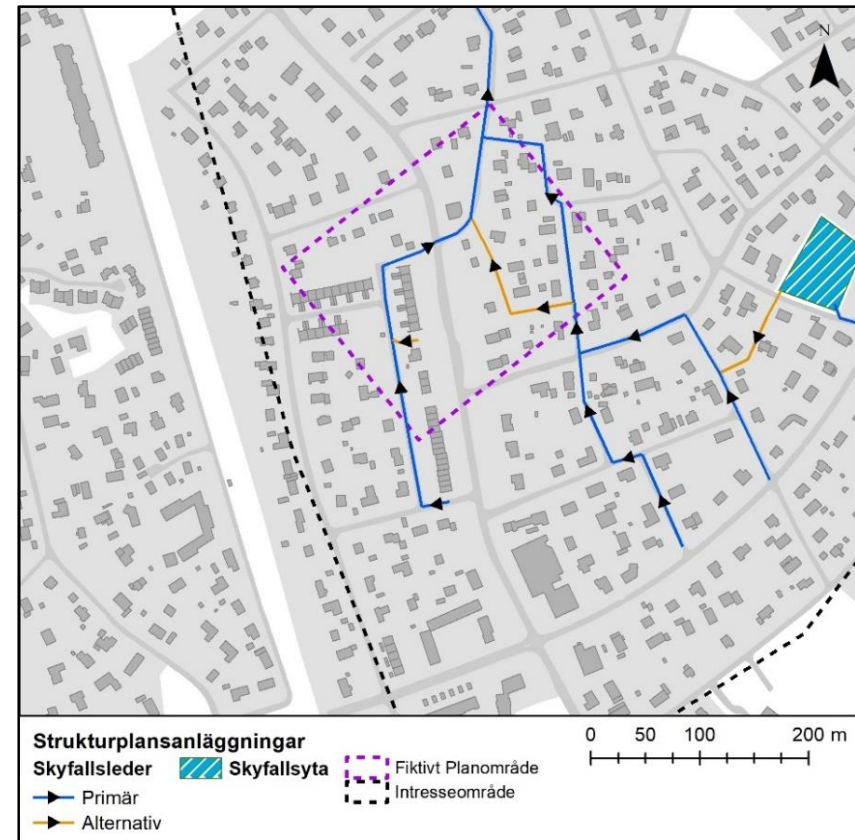 N
Strukturplansanläggningar
Skyfallsleder
Skyfallsyta
Primär
Alternativ
Fiktivt Planområde
Intresseområde
0 50 100 200 m